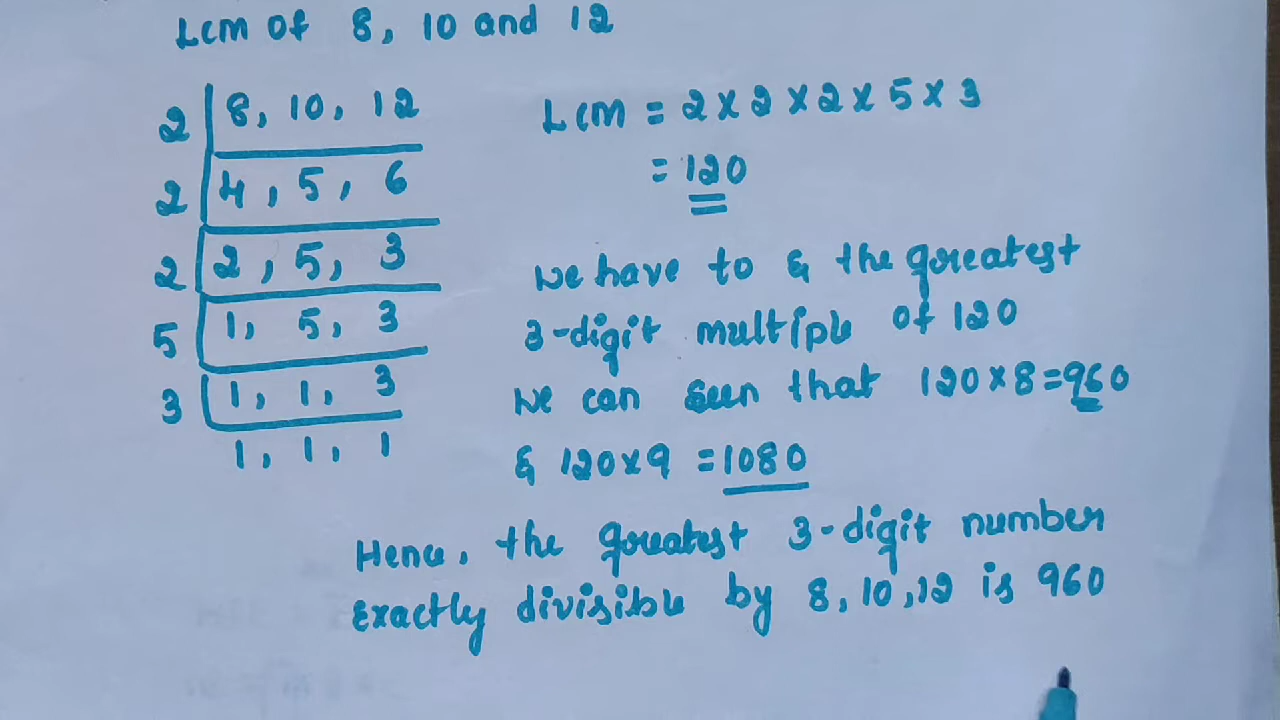 Lcm of 8, 10 and 12
2 | 8, 10, 12
2 | 4, 5, 6
2 | 2, 5, 3
5 | 1, 5, 3
3 | 1, 1, 3
1, 1, 1
Lcm = 2 x 2 x 2 x 5 x 3
= 120
we have to & the greatest
3-digit multiple of 120
we can seen that 120 x 8 = 960
& 120 x 9 = 1080
Hence, the greatest 3-digit number
exactly divisible by 8, 10, 12 is 960